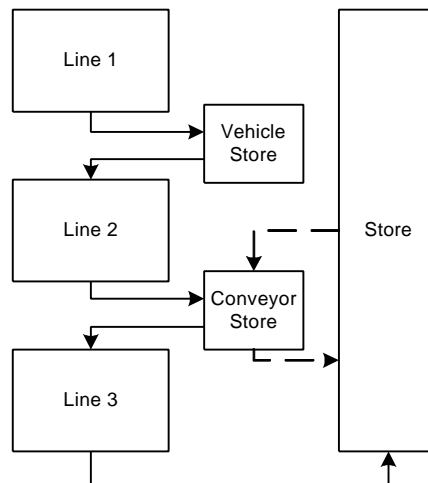 Line 1
Vehicle
Store
Line 2
Store
Conveyor
Store
Line 3